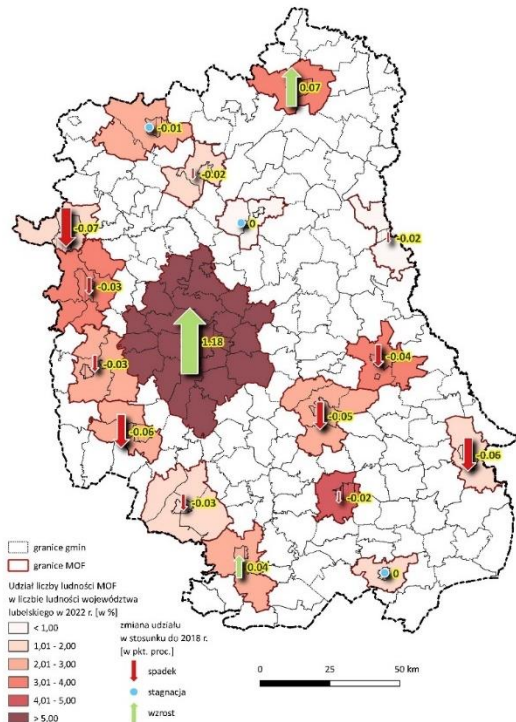 0.07
-0.01
-0.02
-0.07
0
-0.02
-0.03
1.18
-0.04
-0.03
-0.05
-0.06
-0.06
-0.03
-0.02
0.04
0
granice gmin
granice MOF
Udział liczby ludności MOF
w liczbie ludności województwa
lubelskiego w 2022 r. [w %]
< 1,00
1,01 - 2,00
2,01 - 3,00
3,01 - 4,00
4,01 - 5,00
> 5,00
zmiana udziału
w stosunku do 2018 r.
[w pkt. proc.]
spadek
stagnacja
wzrost
0 25 50 km